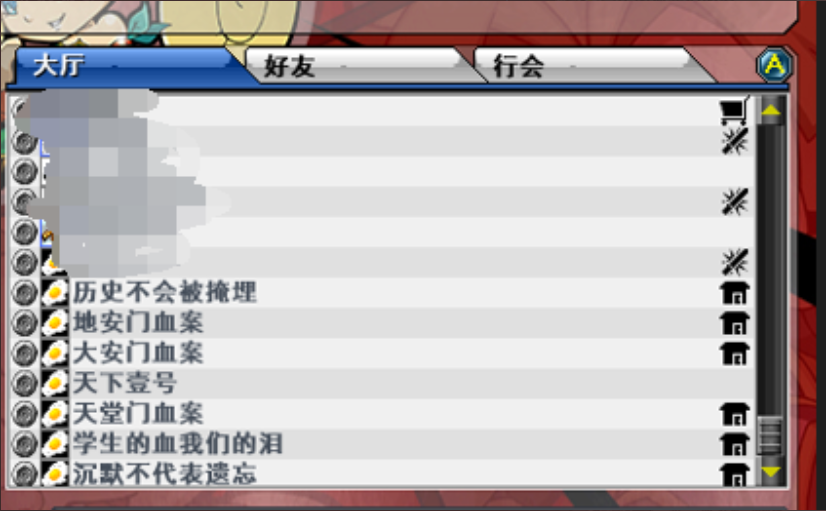 大厅
好友
行会
A
历史不会被掩埋
地安门血案
大安门血案
天下壹号
天堂门血案
学生的血我们的泪
沉默不代表遗忘